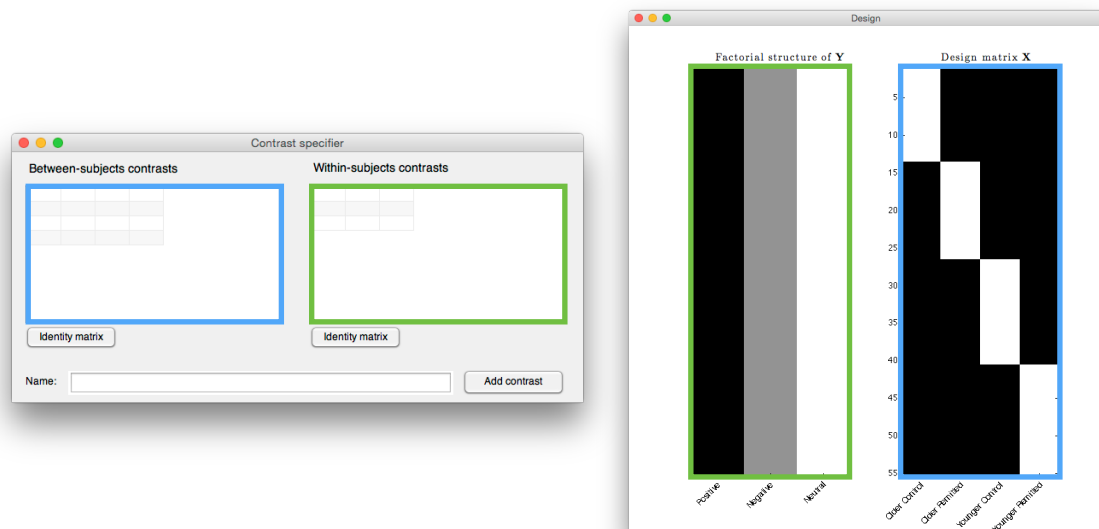 Contrast specifier
Between-subjects contrasts
Within-subjects contrasts
Identity matrix
Identity matrix
Name:
Add contrast
Design
Factorial structure of Y
Design matrix X
5
10
15
20
25
30
35
40
45
50
55
Positive
Negative
Neutral
Older Control
Older Remitted
Younger Control
Younger Remitted